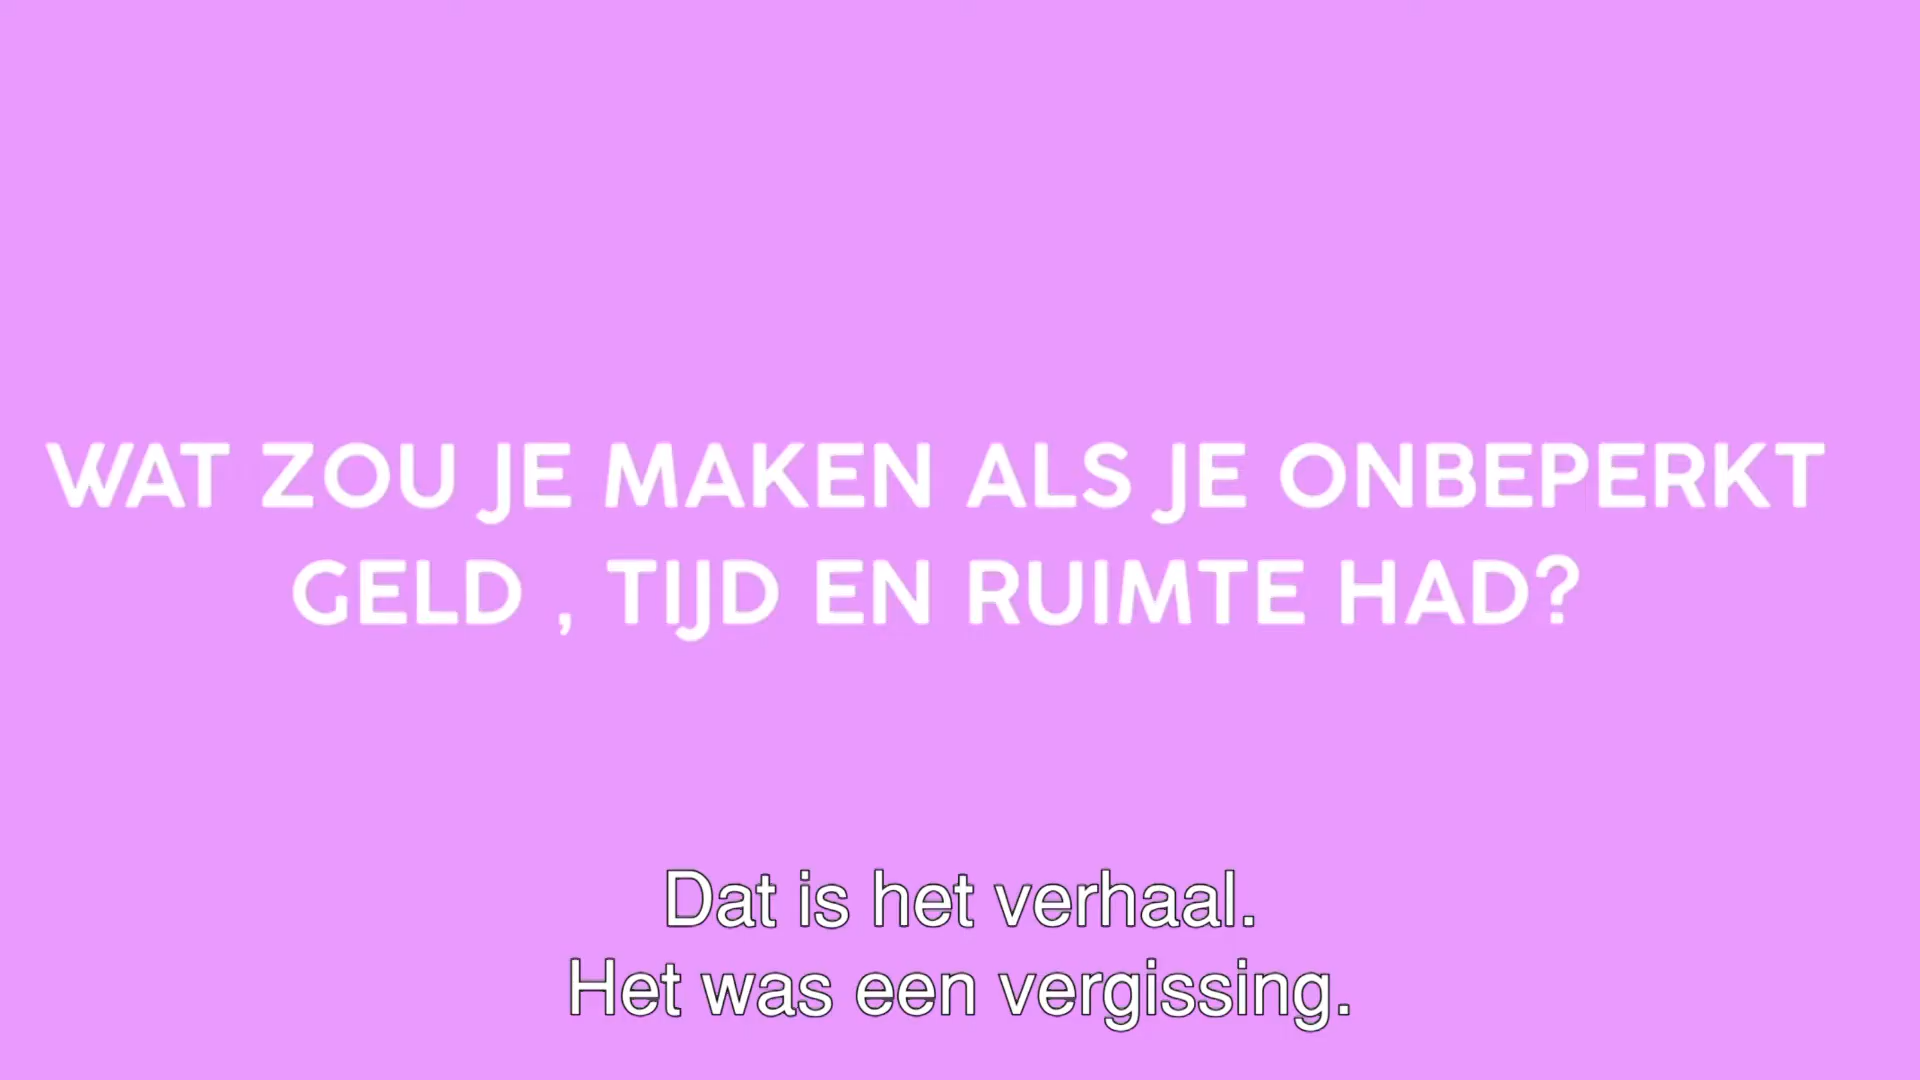 WAT ZOU JE MAKEN ALS JE ONBEPERKT
GELD , TIJD EN RUIMTE HAD?
Dat is het verhaal.
Het was een vergissing.